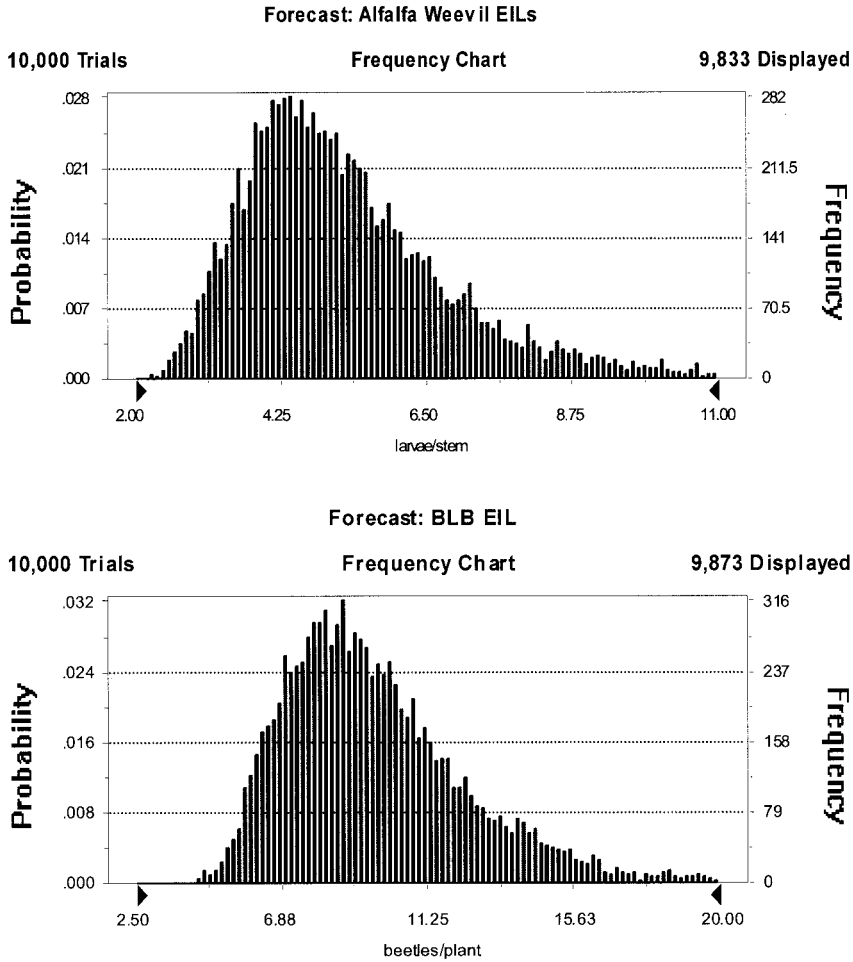 Forecast: Alfalfa Weevil EILs
10,000 Trials Frequency Chart 9,833 Displayed
.028 282
.021 211.5
.014 141
.007 70.5
.000 0
Probability
Frequency
2.00 4.25 6.50 8.75 11.00
larvae/stem
Forecast: BLB EIL
10,000 Trials Frequency Chart 9,873 Displayed
.032 316
.024 237
.016 158
.008 79
.000 0
Probability
Frequency
2.50 6.88 11.25 15.63 20.00
beetles/plant